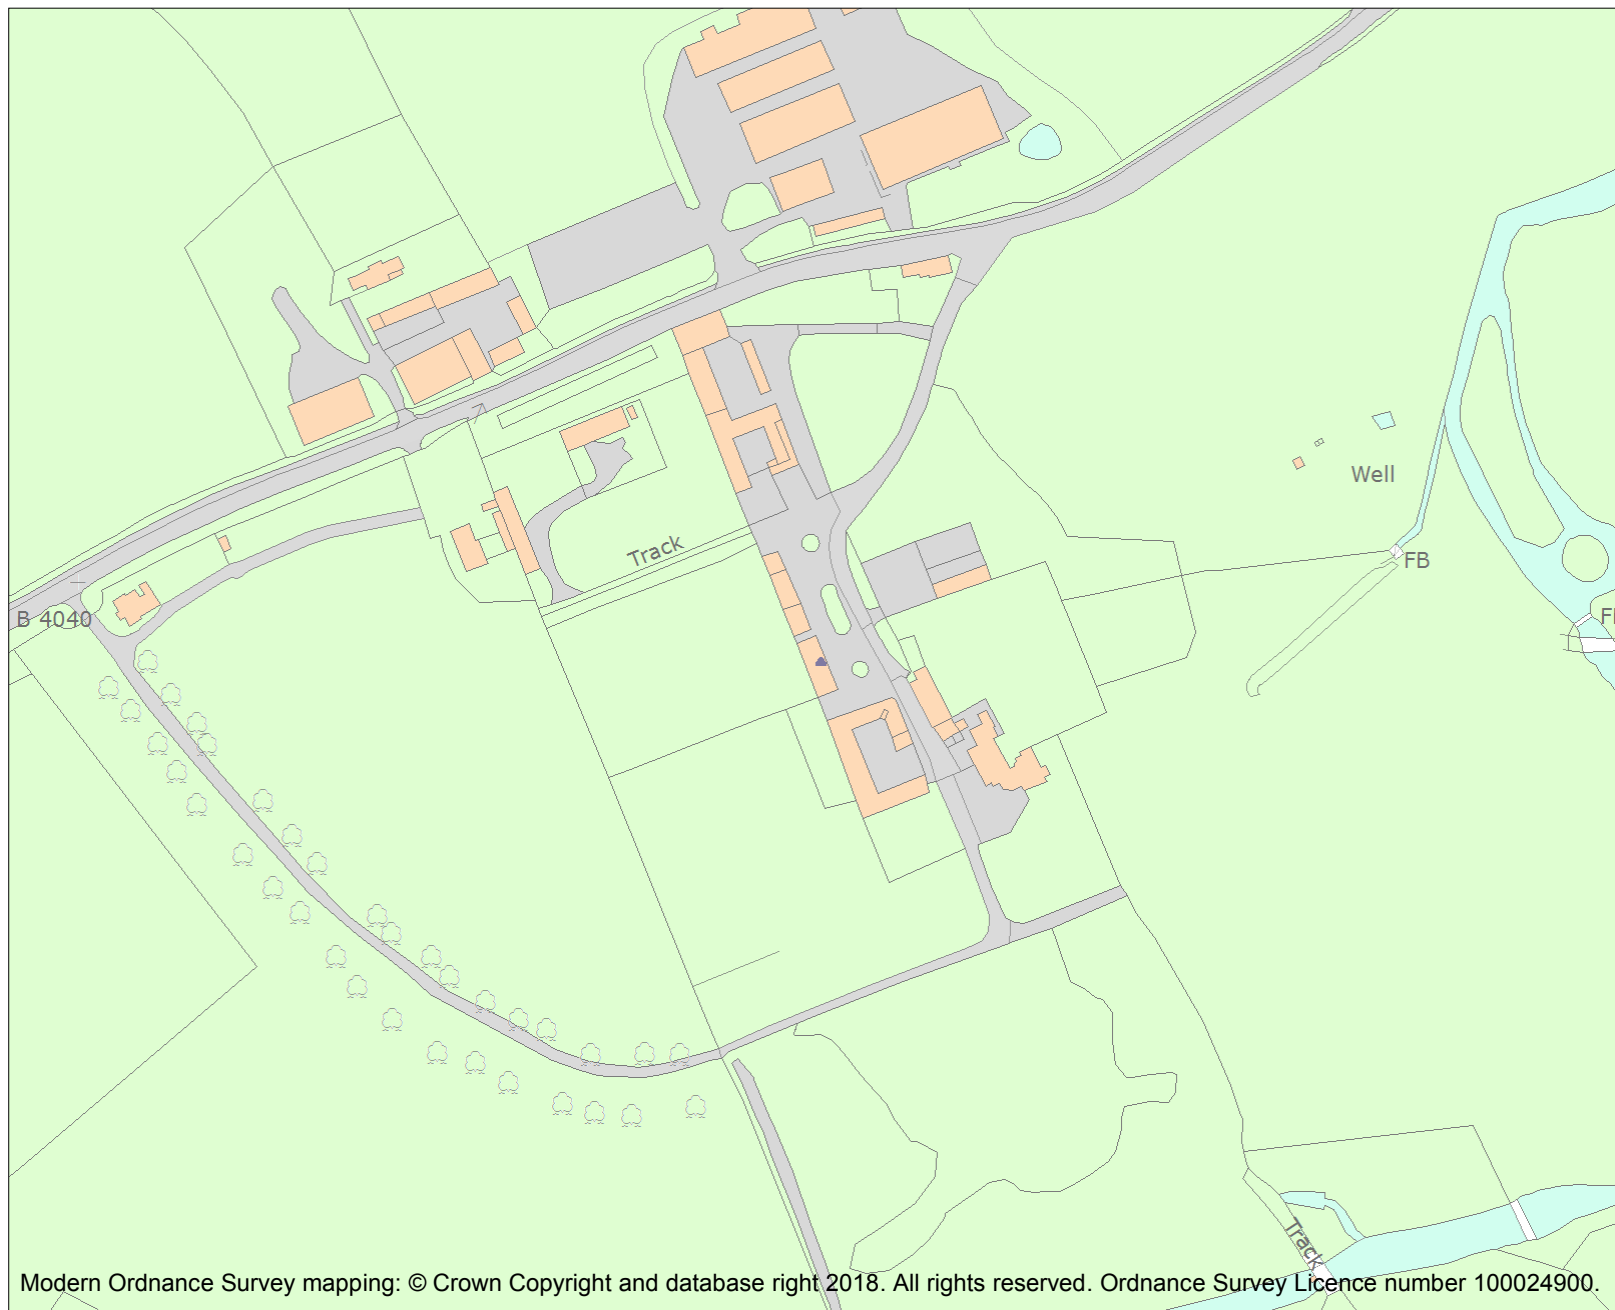 Well
Track
FB
B 4040
Track
Modern Ordnance Survey mapping: © Crown Copyright and database right 2018. All rights reserved. Ordnance Survey Licence number 100024900.